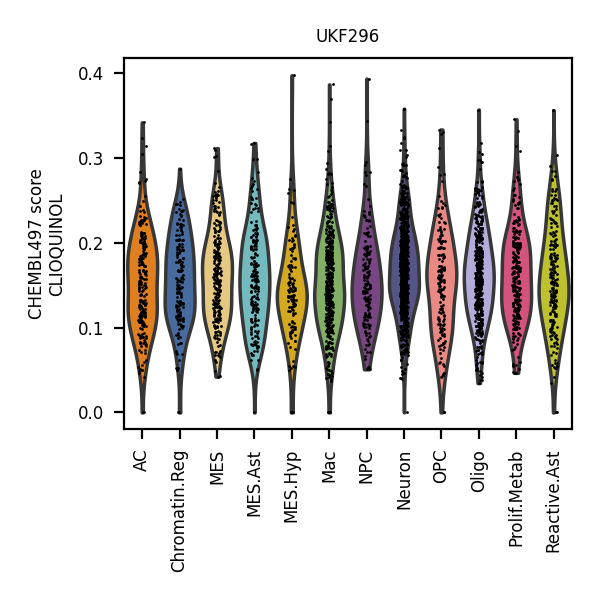 UKF296
CHEMBL497 score
CLIOQUINOL
0.4
0.3
0.2
0.1
0.0
AC
Chromatin.Reg
MES
MES.Ast
MES.Hyp
Mac
NPC
Neuron
OPC
Oligo
Prolif.Metab
Reactive.Ast